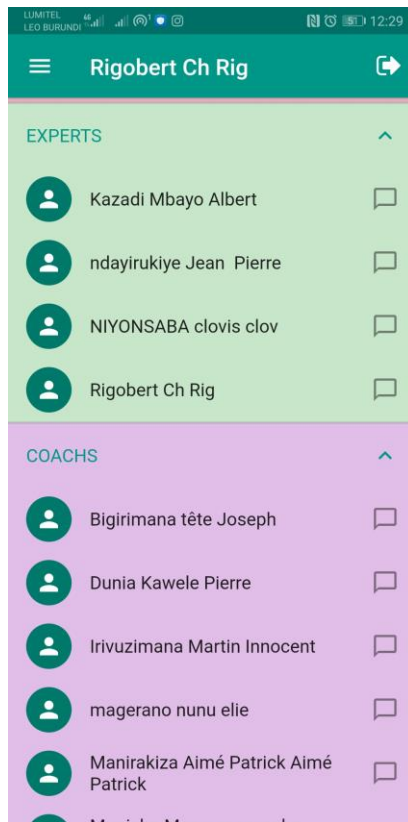 LUMITEL
LEO BURUNDI
51
12:29
Rigobert Ch Rig
EXPERTS
Kazadi Mbayo Albert
ndayirukiye Jean  Pierre
NIYONSABA clovis clov
Rigobert Ch Rig
COACHS
Bigirimana tête Joseph
Dunia Kawele Pierre
Irivuzimana Martin Innocent
magerano nunu elie
Manirakiza Aimé Patrick Aimé
Patrick